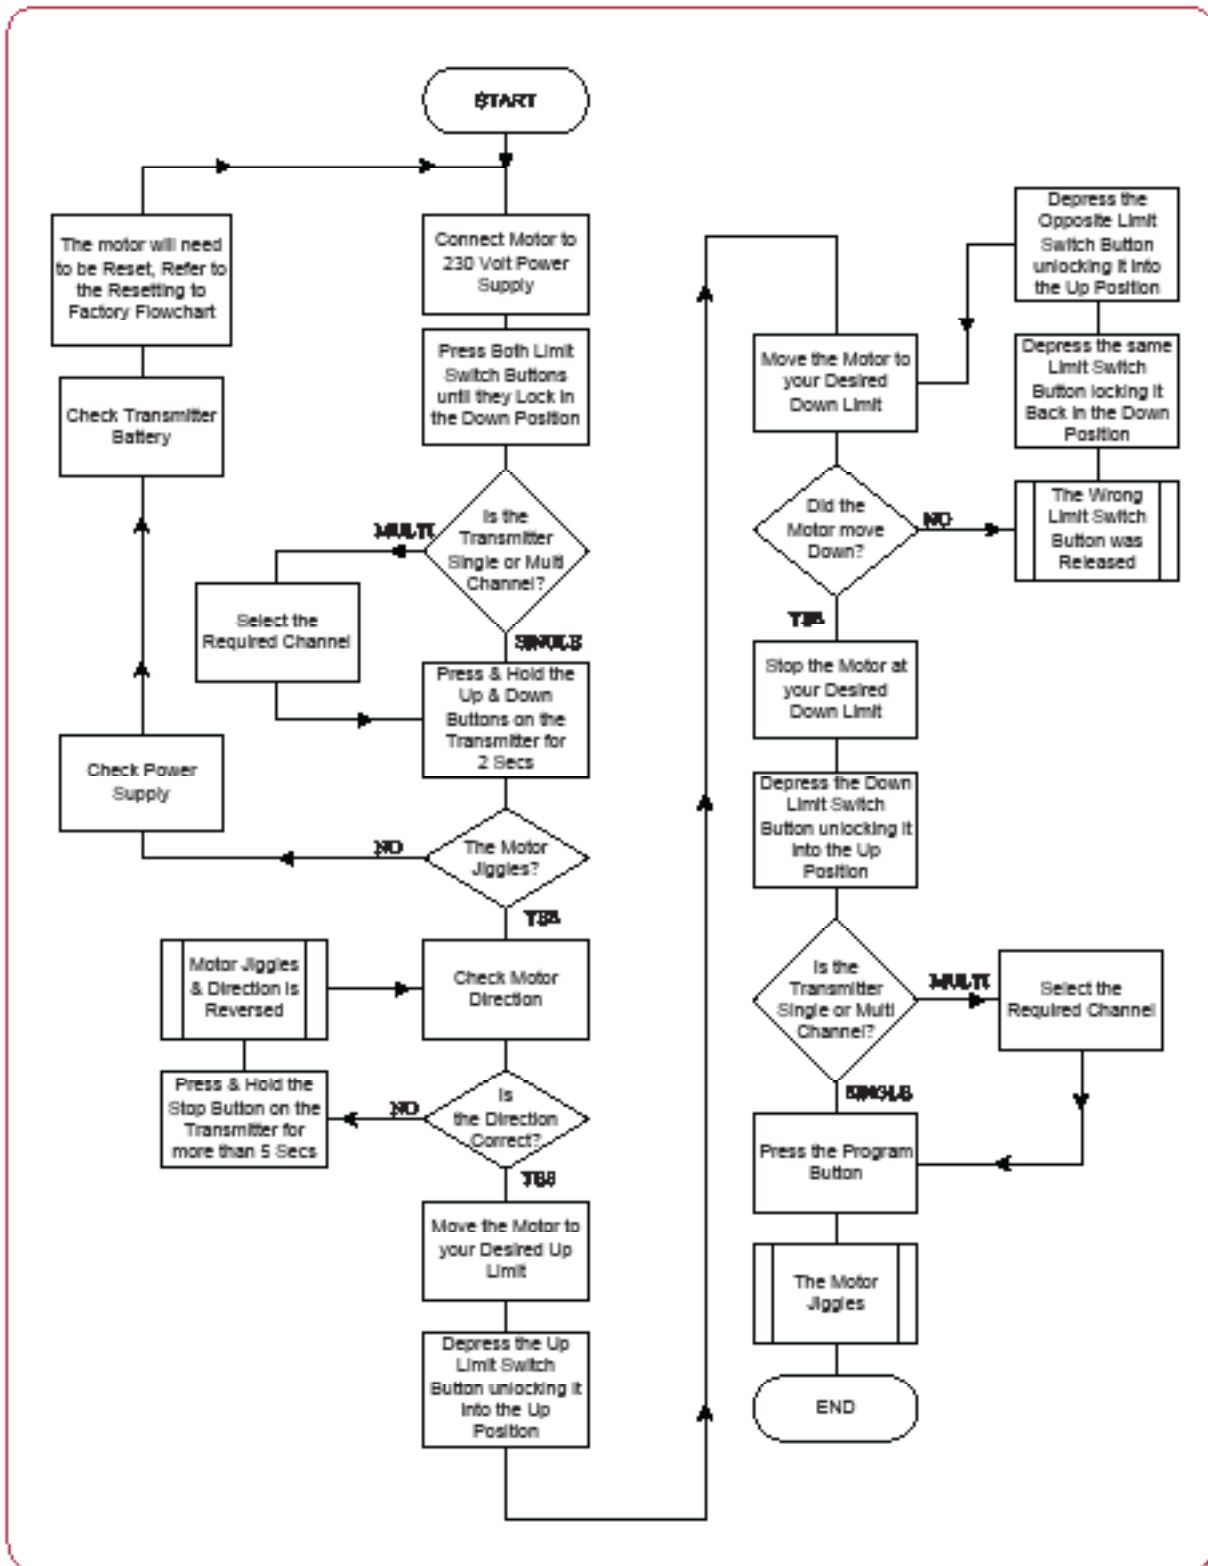 START
Connect Motor to
230 Volt Power
Supply
Press Both Limit
Switch Buttons
until they Lock in
the Down Position
Is the
Transmitter
Single or Multi
Channel?
MULTI
Select the
Required Channel
SINGLE
Press & Hold the
Up & Down
Buttons on the
Transmitter for
2 Secs
The Motor
Jiggles?
NO
Check Power
Supply
Check Transmitter
Battery
The motor will need
to be Reset, Refer to
the Resetting to
Factory Flowchart
YES
Check Motor
Direction
Is
the Direction
Correct?
NO
Press & Hold the
Stop Button on the
Transmitter for
more than 5 Secs
Motor Jiggles
& Direction is
Reversed
YES
Move the Motor to
your Desired Up
Limit
Depress the Up
Limit Switch
Button unlocking it
into the Up
Position
Move the Motor to
your Desired
Down Limit
Did the
Motor move
Down?
NO
The Wrong
Limit Switch
Button was
Released
Depress the same
Limit Switch
Button locking it
Back in the Down
Position
Depress the
Opposite Limit
Switch Button
unlocking it into
the Up Position
YES
Stop the Motor at
your Desired
Down Limit
Depress the Down
Limit Switch
Button unlocking it
into the Up
Position
Is the
Transmitter
Single or Multi
Channel?
MULTI
Select the
Required Channel
SINGLE
Press the Program
Button
The Motor
Jiggles
END